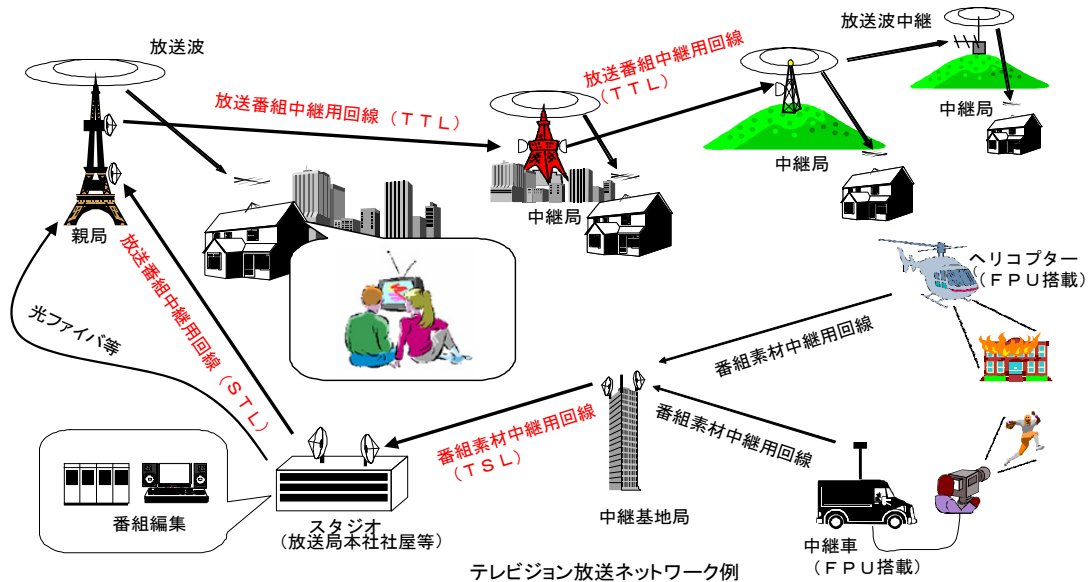 放送波
放送波中継
放送番組中継用回線(TTL)
放送番組中継用回線
(TTL)
中継局
中継局
中継局
親局
放送番組中継用回線(STL)
光ファイバ等
ヘリコプター
(FPU搭載)
番組素材中継用回線
番組素材中継用回線
番組素材中継用回線
(TSL)
番組編集
スタジオ
(放送局本社社屋等)
中継基地局
中継車
(FPU搭載)
テレビジョン放送ネットワーク例